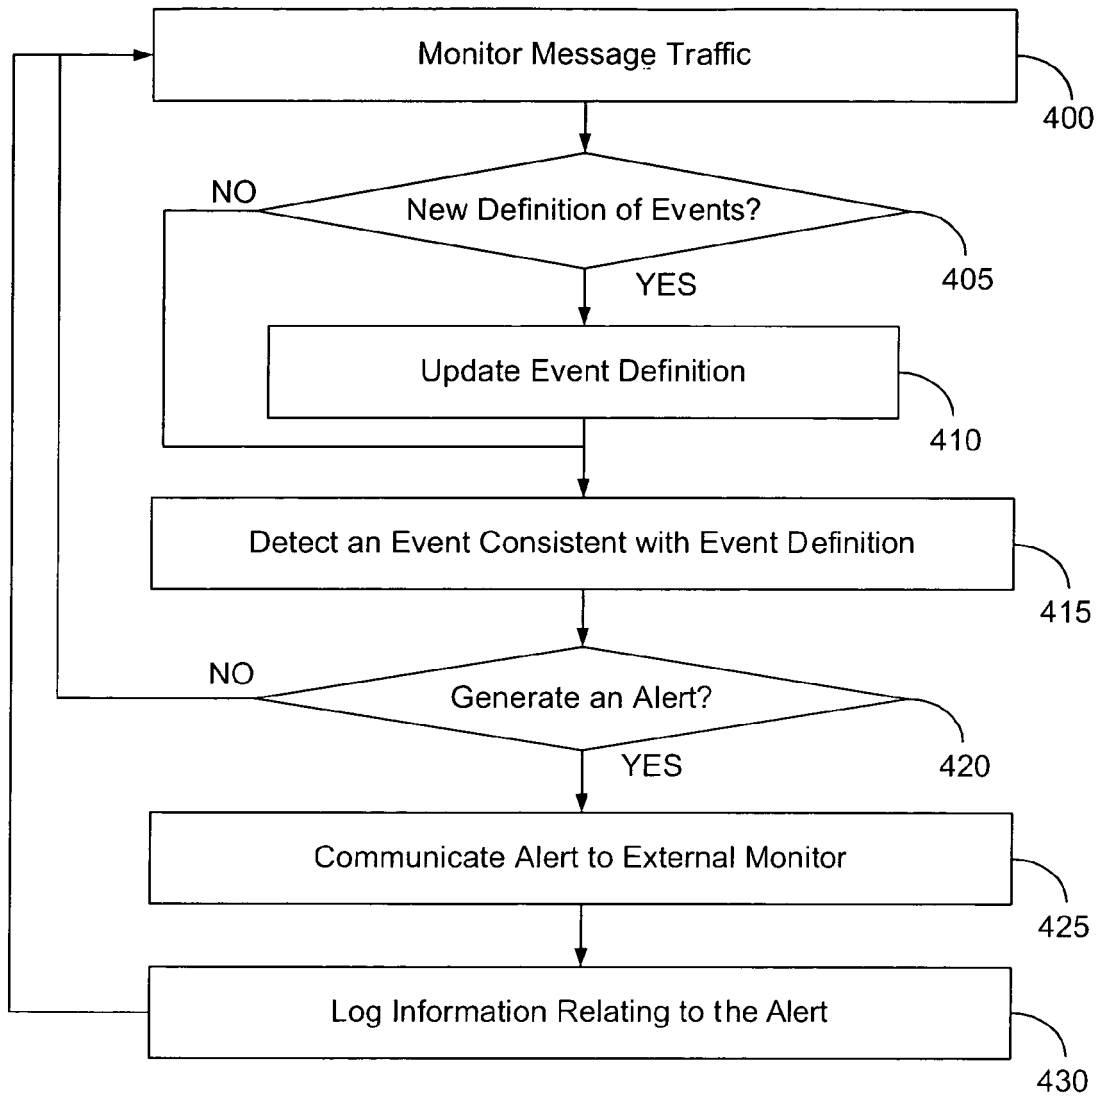 Monitor Message Traffic
400
NO
New Definition of Events?
405
YES
Update Event Definition
410
Detect an Event Consistent with Event Definition
415
NO
Generate an Alert?
420
YES
Communicate Alert to External Monitor
425
Log Information Relating to the Alert
430